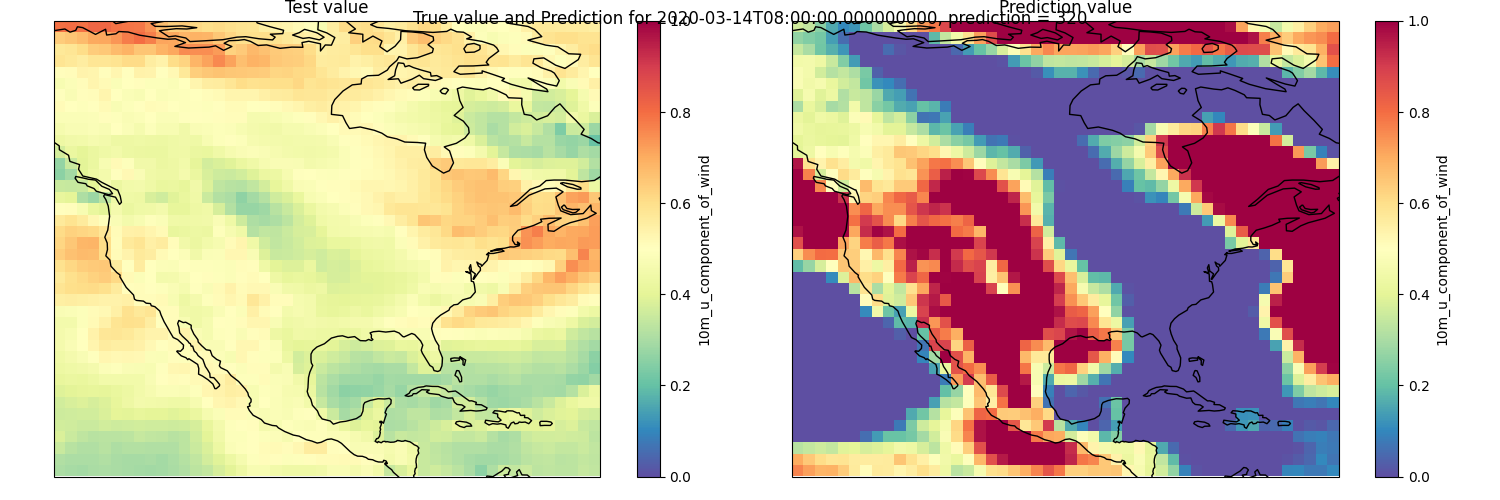 Test value
Prediction value
True value and Prediction for 2020-03-14T08:00:00.000000000, prediction = 320
1.0
0.8
0.6
0.4
0.2
0.0
10m_u_component_of_wind
1.0
0.8
0.6
0.4
0.2
0.0
10m_u_component_of_wind